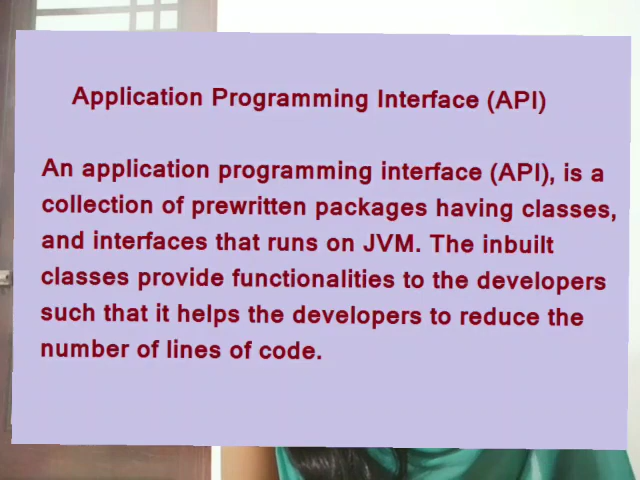 Application Programming Interface (API)
An application programming interface (API), is a
collection of prewritten packages having classes,
and interfaces that runs on JVM. The inbuilt
classes provide functionalities to the developers
such that it helps the developers to reduce the
number of lines of code.